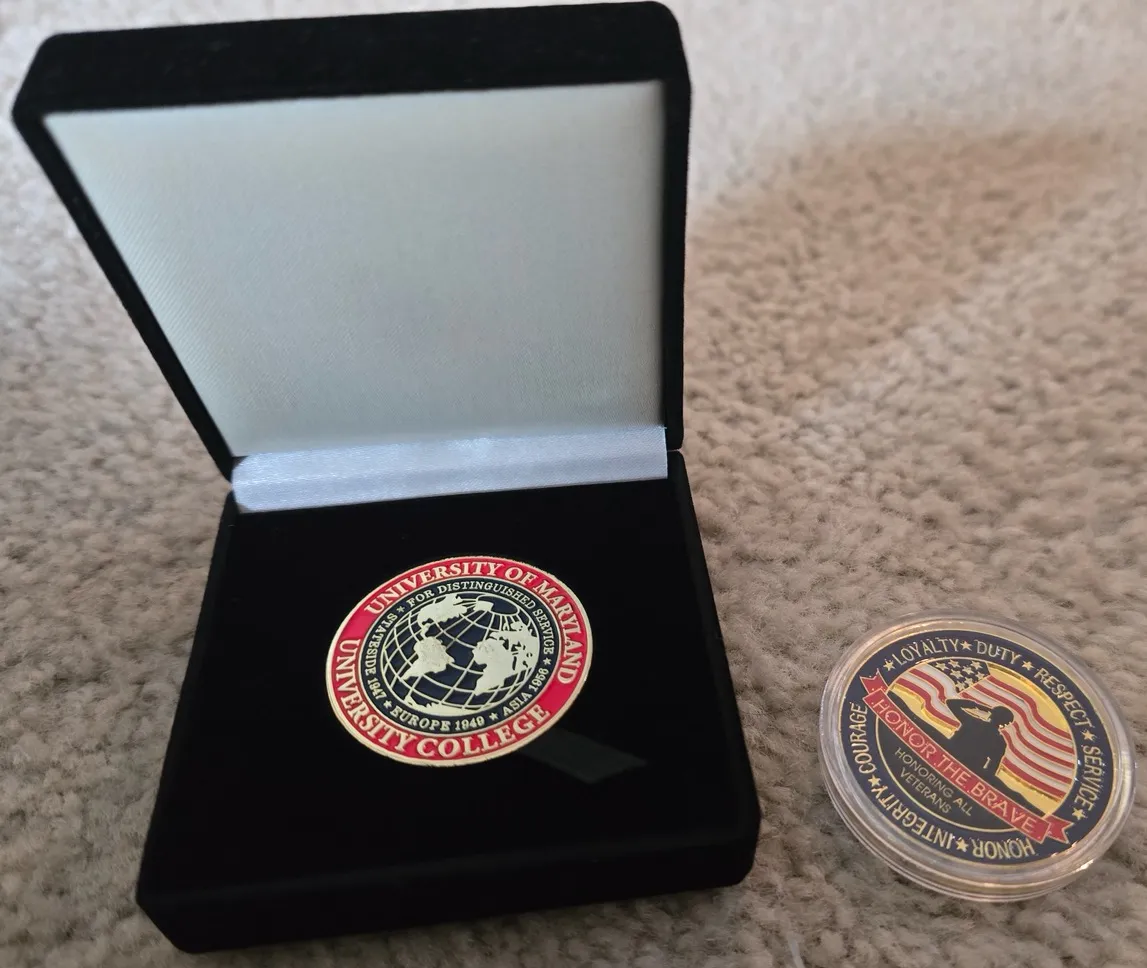 UNIVERSITY OF MARYLAND
UNIVERSITY COLLEGE
★ FOR DISTINGUISHED SERVICE ★
STATESIDE 1947 ★ EUROPE 1949 ★ ASIA 1956
★ LOYALTY ★ DUTY ★ RESPECT ★ SERVICE ★
HONOR ★ INTEGRITY ★ COURAGE
HONOR THE BRAVE
HONORING ALL
VETERANS